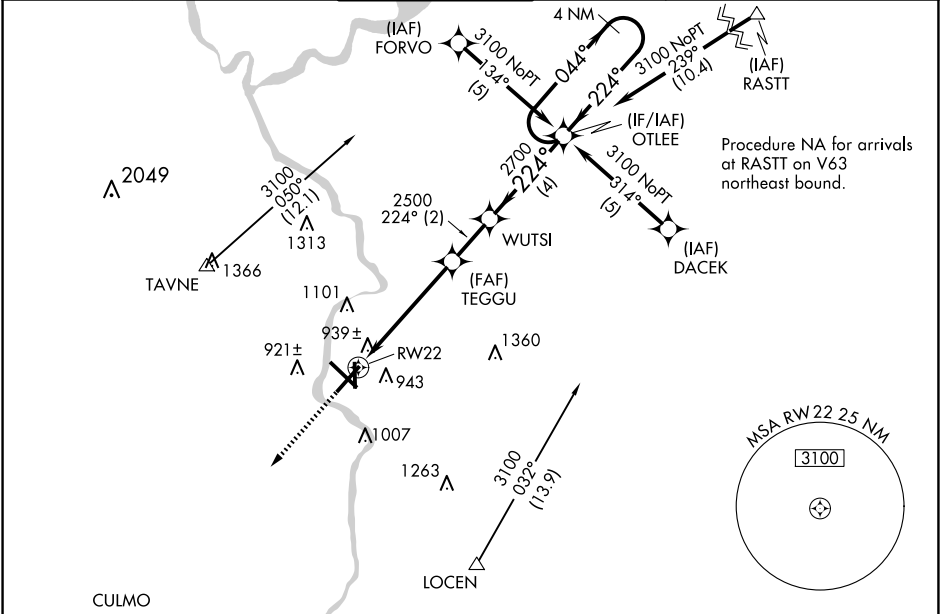 4 NM
(IAF)
FORVO
3100 NoPT
134°
(5)
044°
224°
3100 NoPT
239°
(10.4)
(IAF)
RASTT
(IF/IAF)
OTLEE
Procedure NA for arrivals
at RASTT on V63
northeast bound.
2049
3100
050°
(12.1)
2700
224°
(4)
3100 NoPT
314°
(5)
2500
224° (2)
1313
WUTSI
(IAF)
DACEK
1366
TAVNE
(FAF)
TEGGU
1101
939±
1360
921±
RW22
943
MSA RW 22 25 NM
1007
3100
1263
3100
032°
(13.9)
LOCEN
CULMO